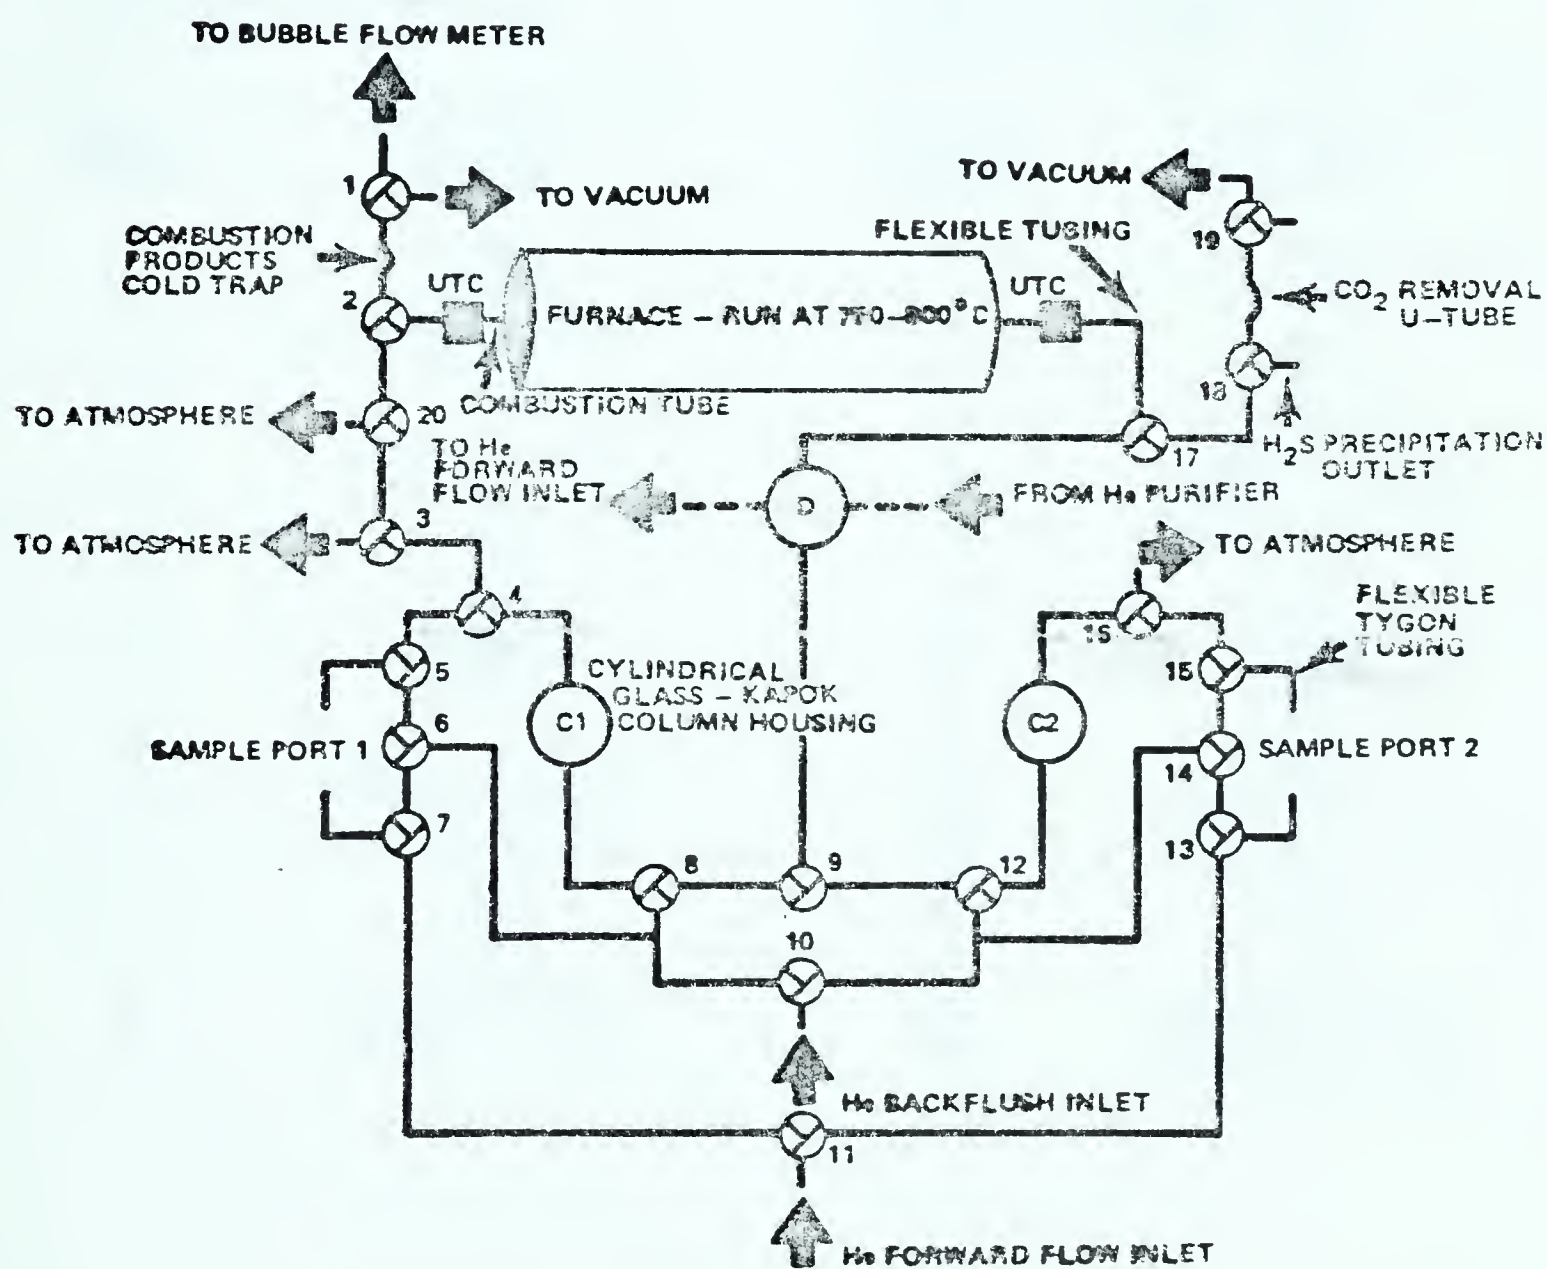 TO BUBBLE FLOW METER
1
TO VACUUM
TO VACUUM
19
COMBUSTION
PRODUCTS
COLD TRAP
FLEXIBLE TUBING
2
UTC
FURNACE – RUN AT °C
UTC
CO2 REMOVAL
U–TUBE
18
TO ATMOSPHERE
20
COMBUSTION TUBE
17
H2S PRECIPITATION
OUTLET
TO He
FORWARD
FLOW INLET
D
FROM He PURIFIER
3
TO ATMOSPHERE
TO ATMOSPHERE
4
FLEXIBLE
TYGON
TUBING
5
CYLINDRICAL
GLASS – KAPOK
COLUMN HOUSING
C1
C2
15
6
SAMPLE PORT 1
14
SAMPLE PORT 2
7
13
8
9
12
10
He BACKFLUSH INLET
11
He FORWARD FLOW INLET